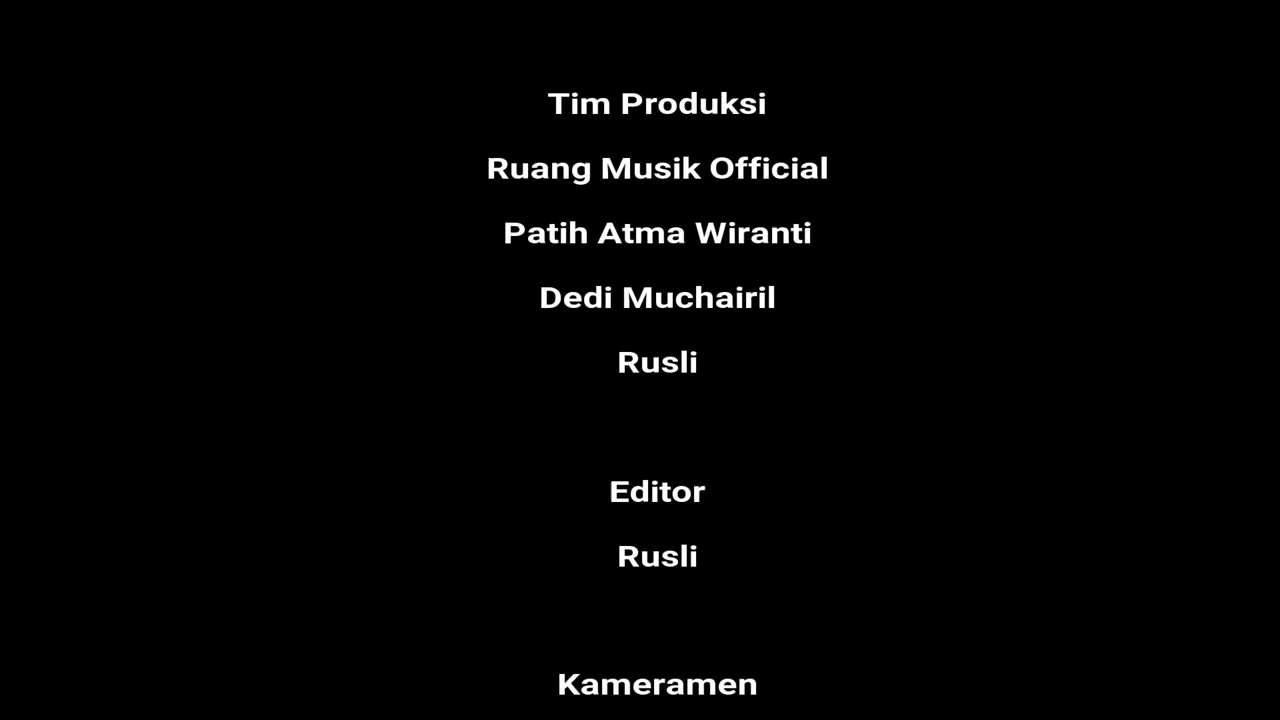 Tim Produksi
Ruang Musik Official
Patih Atma Wiranti
Dedi Muchairil
Rusli
Editor
Rusli
Kameramen